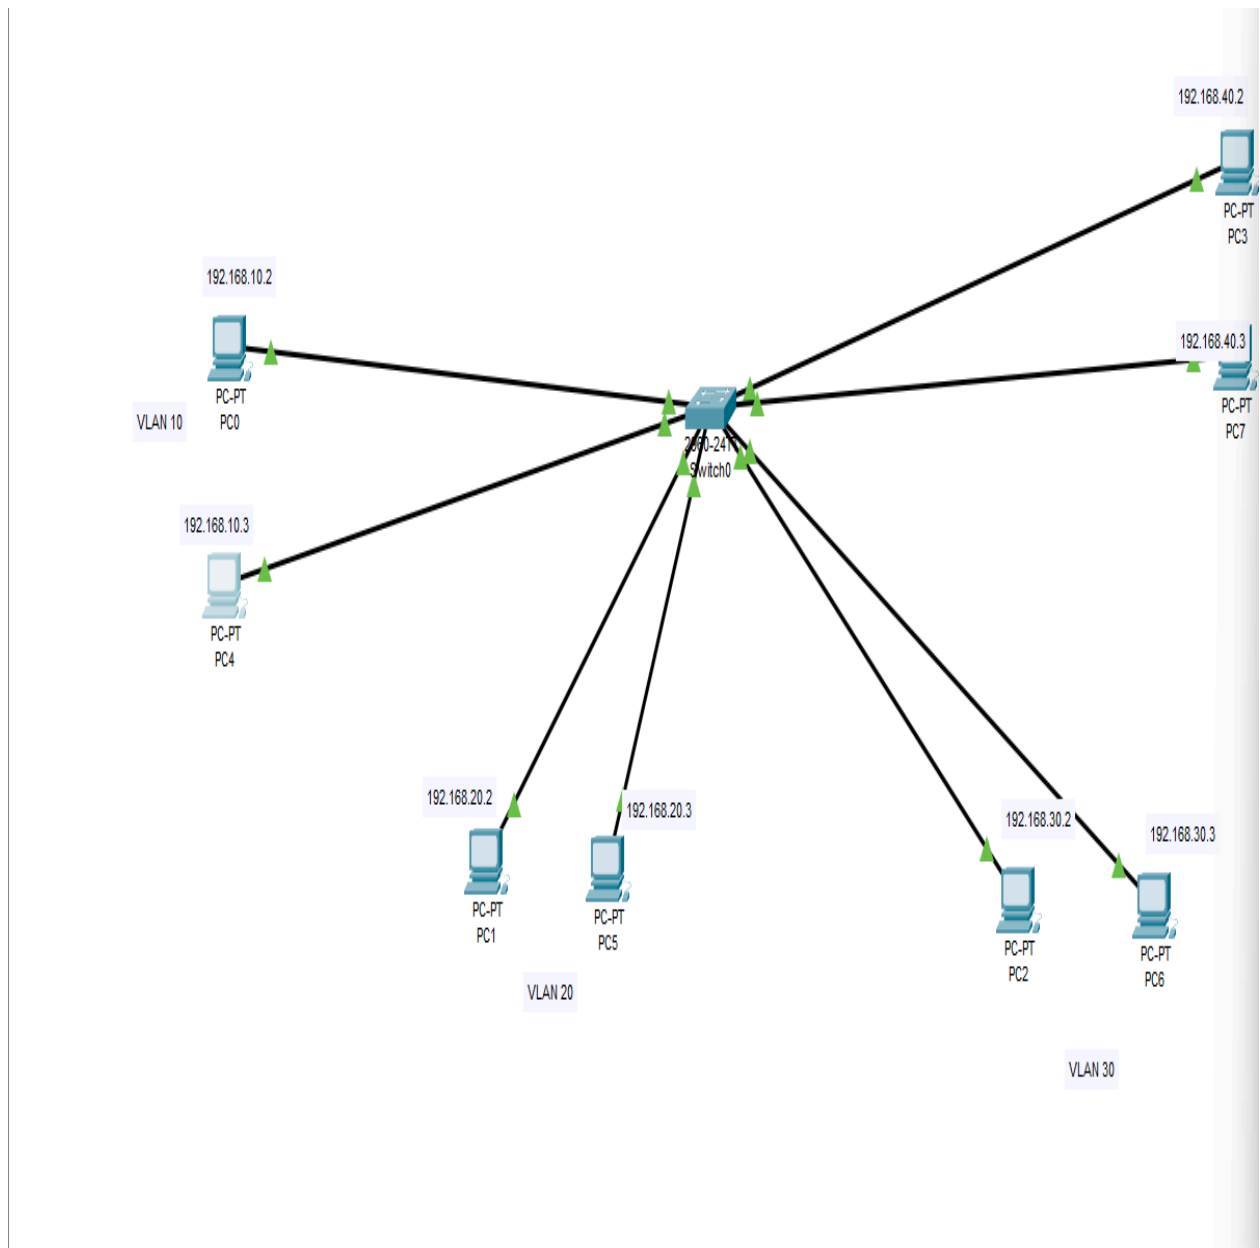 192.168.40.2
PC-PT
PC3
192.168.10.2
PC-PT
PC0
VLAN 10
192.168.40.3
PC-PT
PC7
Switch0
192.168.10.3
PC-PT
PC4
192.168.20.2
PC-PT
PC1
192.168.20.3
PC-PT
PC5
VLAN 20
192.168.30.2
PC-PT
PC2
192.168.30.3
PC-PT
PC6
VLAN 30